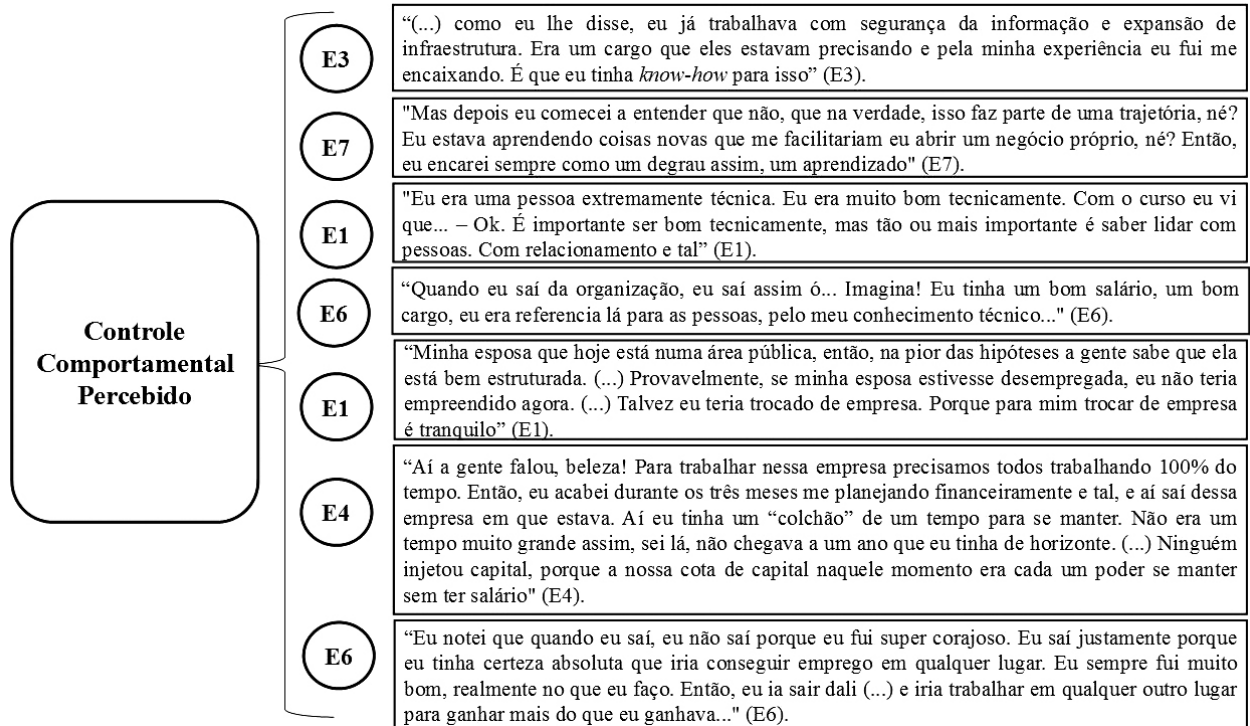 Controle
Comportamental
Percebido
E3
“(...) como eu lhe disse, eu já trabalhava com segurança da informação e expansão de
infraestrutura. Era um cargo que eles estavam precisando e pela minha experiência eu fui me
encaixando. É que eu tinha know-how para isso” (E3).
E7
"Mas depois eu comecei a entender que não, que na verdade, isso faz parte de uma trajetória, né?
Eu estava aprendendo coisas novas que me facilitariam eu abrir um negócio próprio, né? Então,
eu encarei sempre como um degrau assim, um aprendizado" (E7).
E1
"Eu era uma pessoa extremamente técnica. Eu era muito bom tecnicamente. Com o curso eu vi
que... – Ok. É importante ser bom tecnicamente, mas tão ou mais importante é saber lidar com
pessoas. Com relacionamento e tal” (E1).
E6
“Quando eu saí da organização, eu saí assim ó... Imagina! Eu tinha um bom salário, um bom
cargo, eu era referencia lá para as pessoas, pelo meu conhecimento técnico..." (E6).
E1
“Minha esposa que hoje está numa área pública, então, na pior das hipóteses a gente sabe que ela
está bem estruturada. (...) Provavelmente, se minha esposa estivesse desempregada, eu não teria
empreendido agora. (...) Talvez eu teria trocado de empresa. Porque para mim trocar de empresa
é tranquilo” (E1).
E4
“Aí a gente falou, beleza! Para trabalhar nessa empresa precisamos todos trabalhando 100% do
tempo. Então, eu acabei durante os três meses me planejando financeiramente e tal, e aí saí dessa
empresa em que estava. Aí eu tinha um “colchão” de um tempo para se manter. Não era um
tempo muito grande assim, sei lá, não chegava a um ano que eu tinha de horizonte. (...) Ninguém
injetou capital, porque a nossa cota de capital naquele momento era cada um poder se manter
sem ter salário" (E4).
E6
“Eu notei que quando eu saí, eu não saí porque eu fui super corajoso. Eu saí justamente porque
eu tinha certeza absoluta que iria conseguir emprego em qualquer lugar. Eu sempre fui muito
bom, realmente no que eu faço. Então, eu ia sair dali (...) e iria trabalhar em qualquer outro lugar
para ganhar mais do que eu ganhava..." (E6).